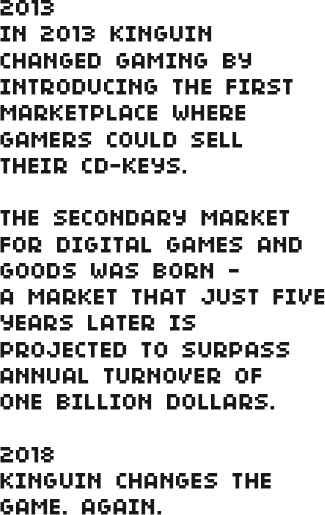 2013
IN 2013 KINGUIN
CHANGED GAMING BY
INTRODUCING THE FIRST
MARKETPLACE WHERE
GAMERS COULD SELL
THEIR CD-KEYS.
THE SECONDARY MARKET
FOR DIGITAL GAMES AND
GOODS WAS BORN -
A MARKET THAT JUST FIVE
YEARS LATER IS
PROJECTED TO SURPASS
ANNUAL TURNOVER OF
ONE BILLION DOLLARS.
2018
KINGUIN CHANGES THE
GAME. AGAIN.